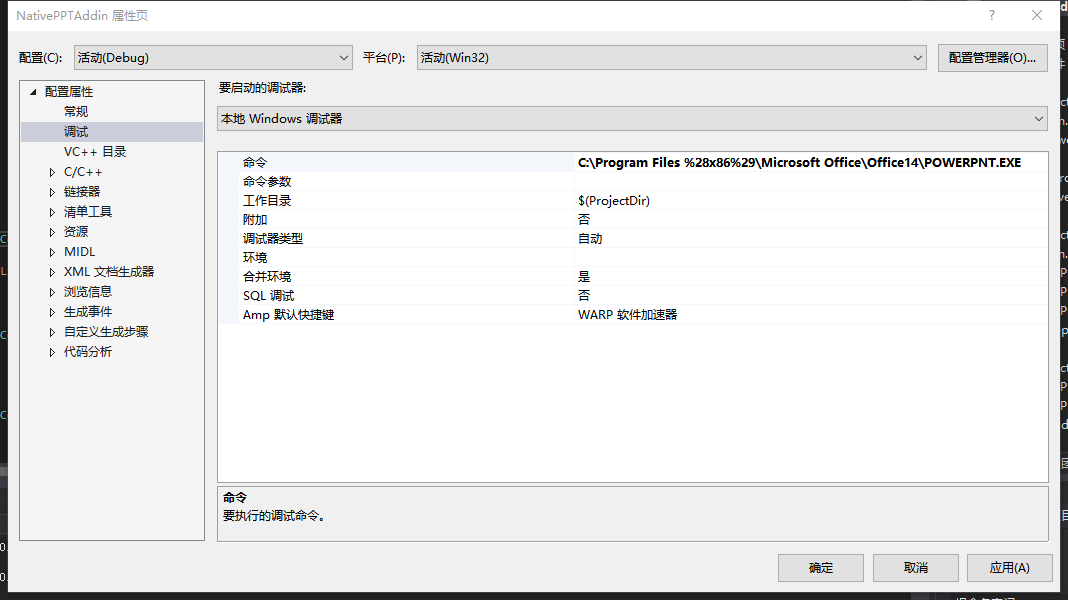 NativePPTAddin 属性页
配置(C): 活动(Debug) 平台(P): 活动(Win32) 配置管理器(O)...
配置属性
常规
调试
VC++ 目录
C/C++
链接器
清单工具
资源
MIDL
XML 文档生成器
浏览信息
生成事件
自定义生成步骤
代码分析
要启动的调试器:
本地 Windows 调试器
命令 C:\Program Files %28x86%29\Microsoft Office\Office14\POWERPNT.EXE
命令参数
工作目录 $(ProjectDir)
附加 否
调试器类型 自动
环境
合并环境 是
SQL 调试 否
Amp 默认快捷键 WARP 软件加速器
命令
要执行的调试命令。
确定 取消 应用(A)